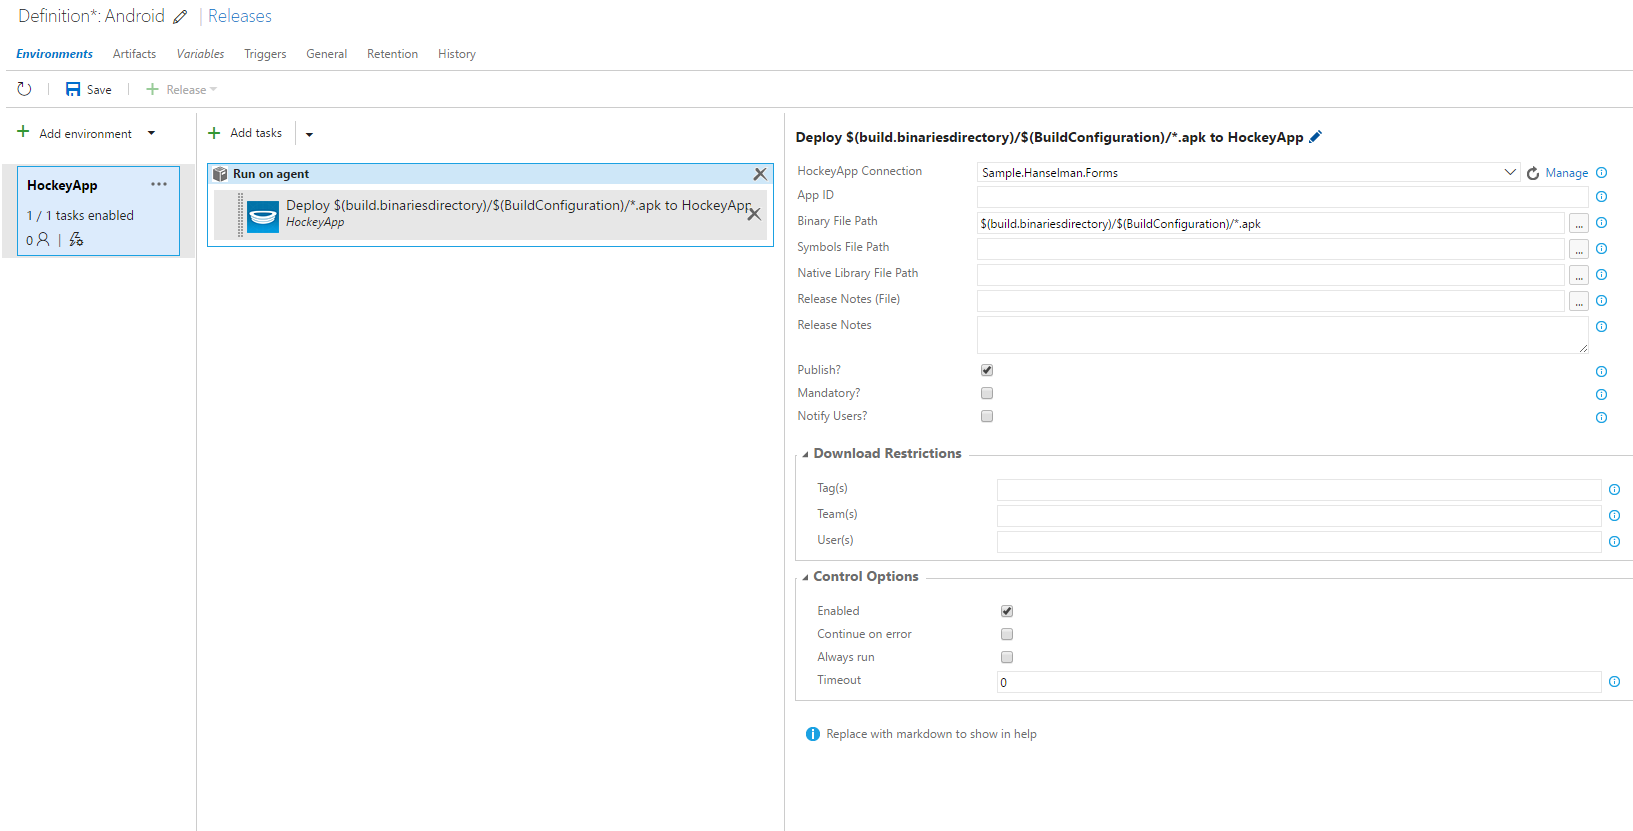 Definition*: Android | Releases
Environments Artifacts Variables Triggers General Retention History
Save Release
Add environment
HockeyApp ...
1 / 1 tasks enabled
0 |
Add tasks
Run on agent
Deploy $(build.binariesdirectory)/$(BuildConfiguration)/*.apk to HockeyApp
HockeyApp
Deploy $(build.binariesdirectory)/$(BuildConfiguration)/*.apk to HockeyApp
HockeyApp Connection Sample.Hanselman.Forms Manage
App ID
Binary File Path $(build.binariesdirectory)/$(BuildConfiguration)/*.apk ...
Symbols File Path ...
Native Library File Path ...
Release Notes (File) ...
Release Notes
Publish?
Mandatory?
Notify Users?
Download Restrictions
Tag(s)
Team(s)
User(s)
Control Options
Enabled
Continue on error
Always run
Timeout 0
Replace with markdown to show in help